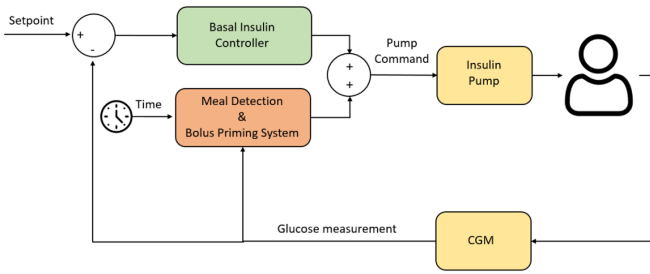 Setpoint
+
-
Basal Insulin
Controller
+
+
Pump
Command
Insulin
Pump
Time
Meal Detection
&
Bolus Priming System
Glucose measurement
CGM